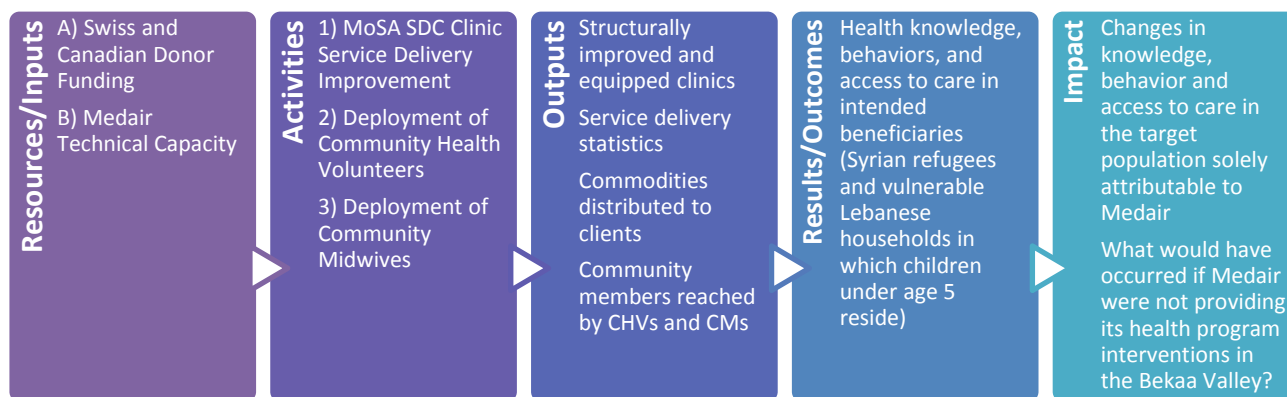 Resources/Inputs
A) Swiss and
Canadian Donor
Funding
B) Medair
Technical Capacity
Activities
1) MoSA SDC Clinic
Service Delivery
Improvement
2) Deployment of
Community Health
Volunteers
3) Deployment of
Community
Midwives
Outputs
Structurally
improved and
equipped clinics
Service delivery
statistics
Commodities
distributed to
clients
Community
members reached
by CHVs and CMs
Results/Outcomes
Health knowledge,
behaviors, and
access to care in
intended
beneficiaries
(Syrian refugees
and vulnerable
Lebanese
households in
which children
under age 5
reside)
Impact
Changes in
knowledge,
behavior and
access to care in
the target
population solely
attributable to
Medair
What would have
occurred if Medair
were not providing
its health program
interventions in
the Bekaa Valley?